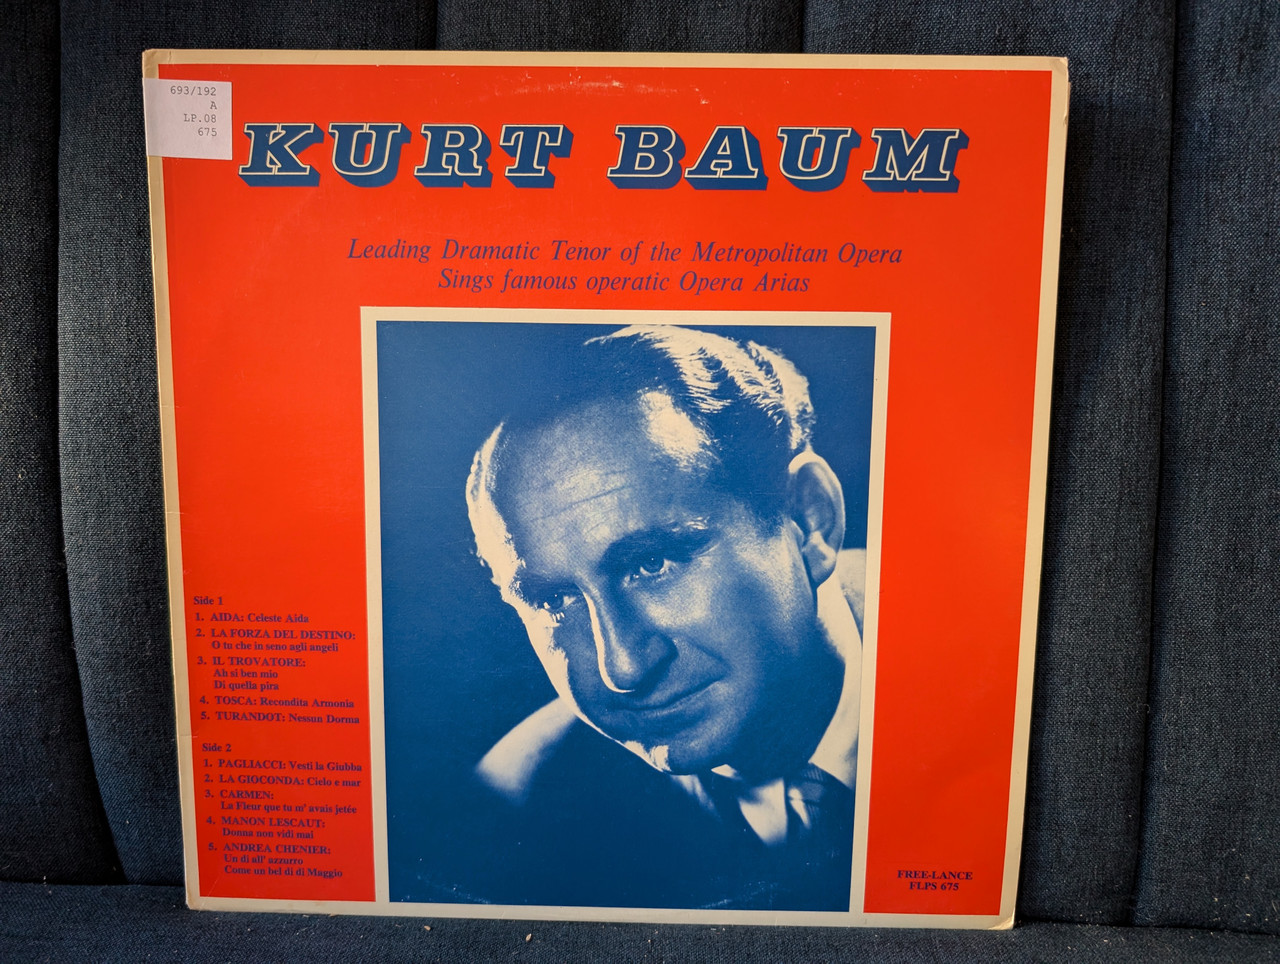 693/192
A
LP.08
675
KURT BAUM
Leading Dramatic Tenor of the Metropolitan Opera
Sings famous operatic Opera Arias
Side 1
1. AIDA: Celeste Aida
2. LA FORZA DEL DESTINO:
O tu che in seno agli angeli
3. IL TROVATORE:
Ah si ben mio
Di quella pira
4. TOSCA: Recondita Armonia
5. TURANDOT: Nessun Dorma
Side 2
1. PAGLIACCI: Vesti la Giubba
2. LA GIOCONDA: Cielo e mar
3. CARMEN:
La Fleur que tu m' avais jetée
4. MANON LESCAUT:
Donna non vidi mai
5. ANDREA CHENIER:
Un di all' azzurro
Come un bel di di Maggio
FREE-LANCE
FLPS 675